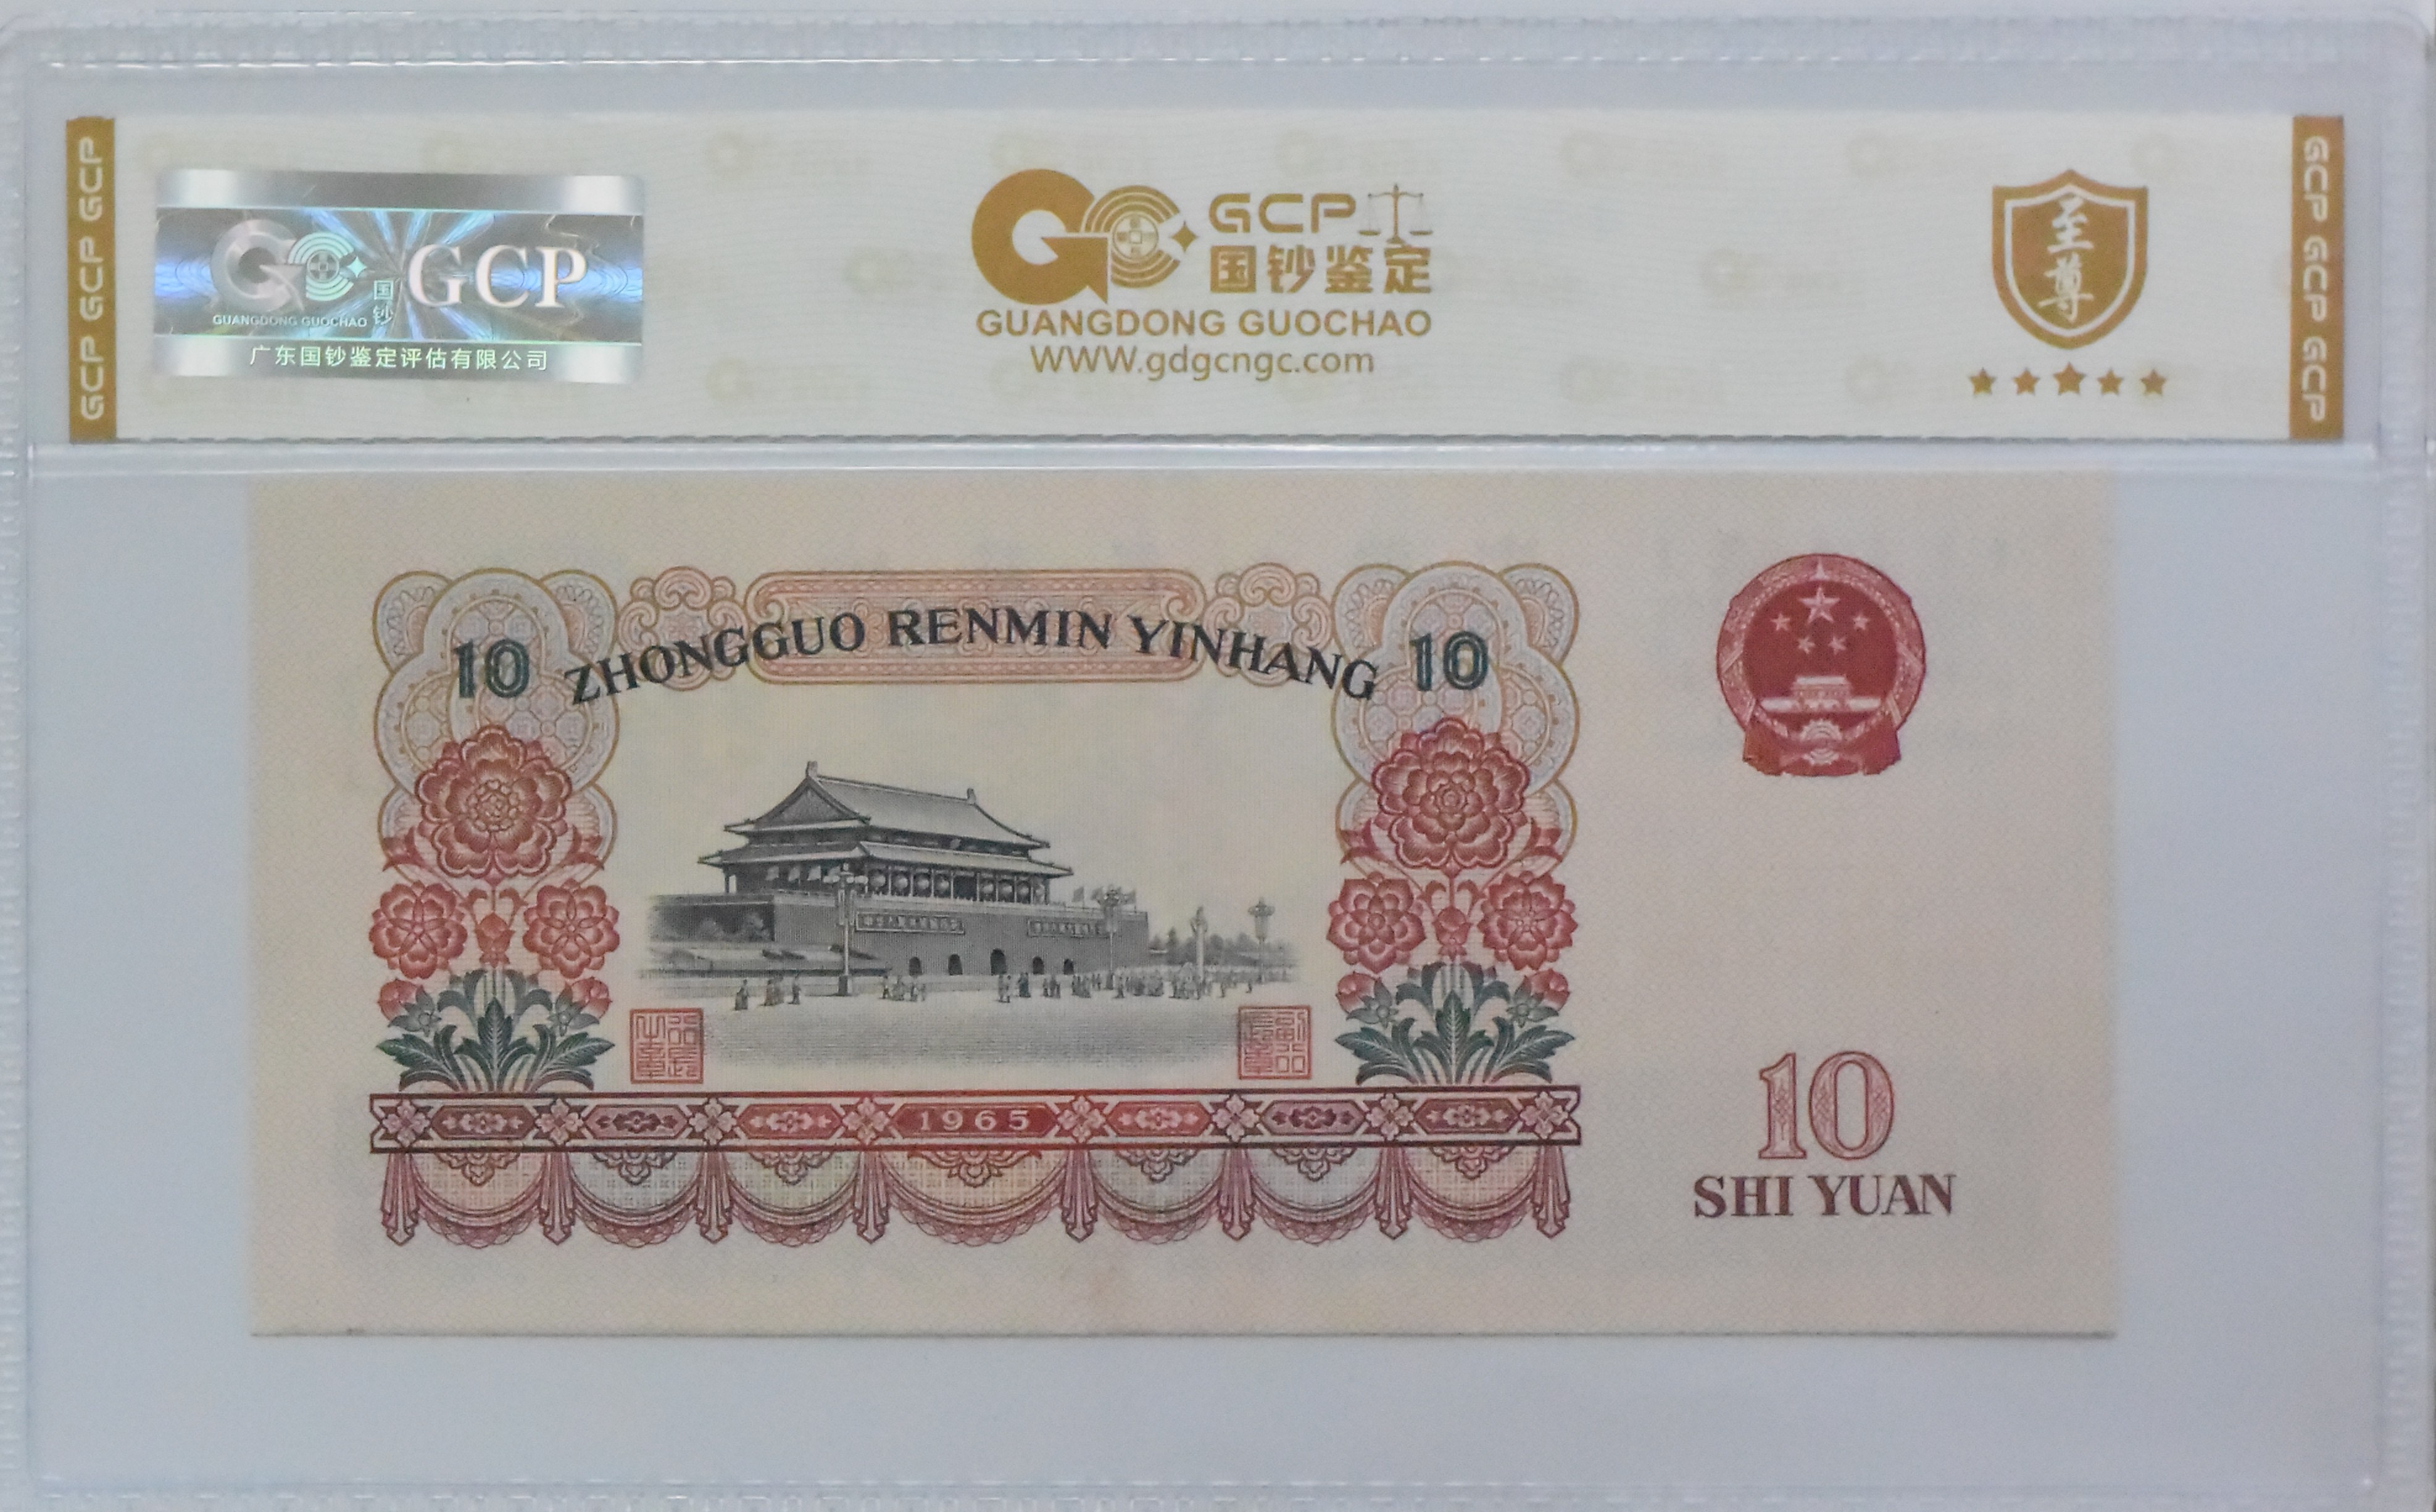 GCP GCP GCP
GCP
国钞
GUANGDONG GUOCHAO
广东国钞鉴定评估有限公司
GCP
国钞鉴定
GUANGDONG GUOCHAO
WWW.gdgcngc.com
至尊
GCP GCP GCP
10 ZHONGGUO RENMIN YINHANG 10
1965
10
SHI YUAN